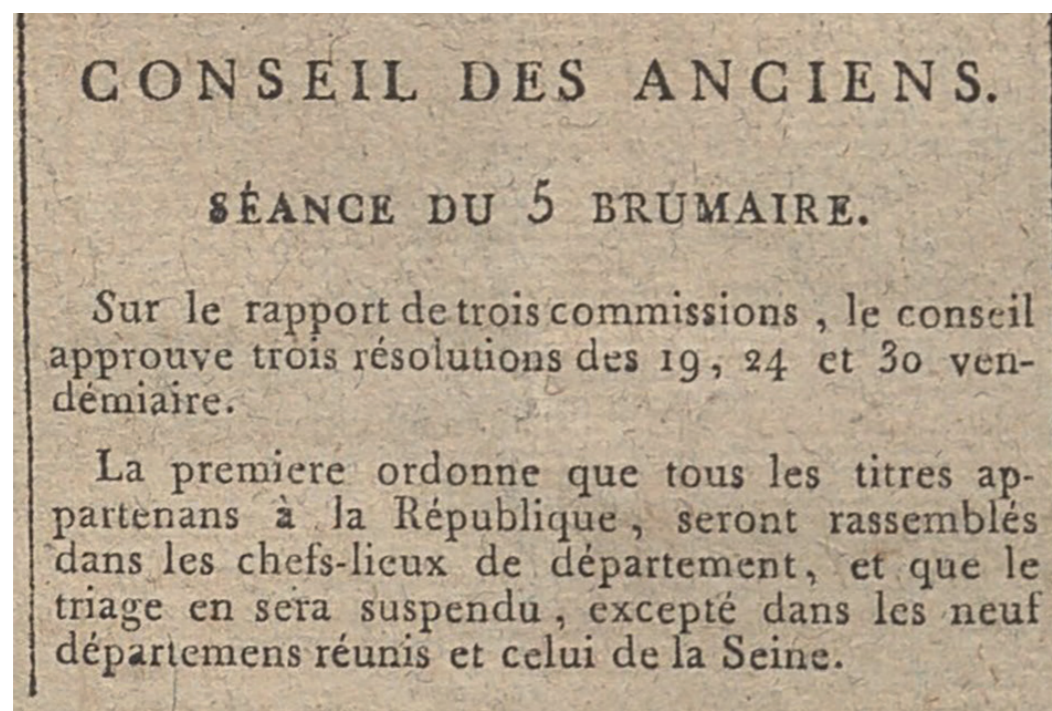 CONSEIL DES ANCIENS.
SÉANCE DU 5 BRUMAIRE.
Sur le rapport de trois commissions, le conseil
approuve trois résolutions des 19, 24 et 30 ven-
démiaire.
La premiere ordonne que tous les titres ap-
partenans à la République, seront rassemblés
dans les chefs-lieux de département, et que le
triage en sera suspendu, excepté dans les neuf
départemens réunis et celui de la Seine.